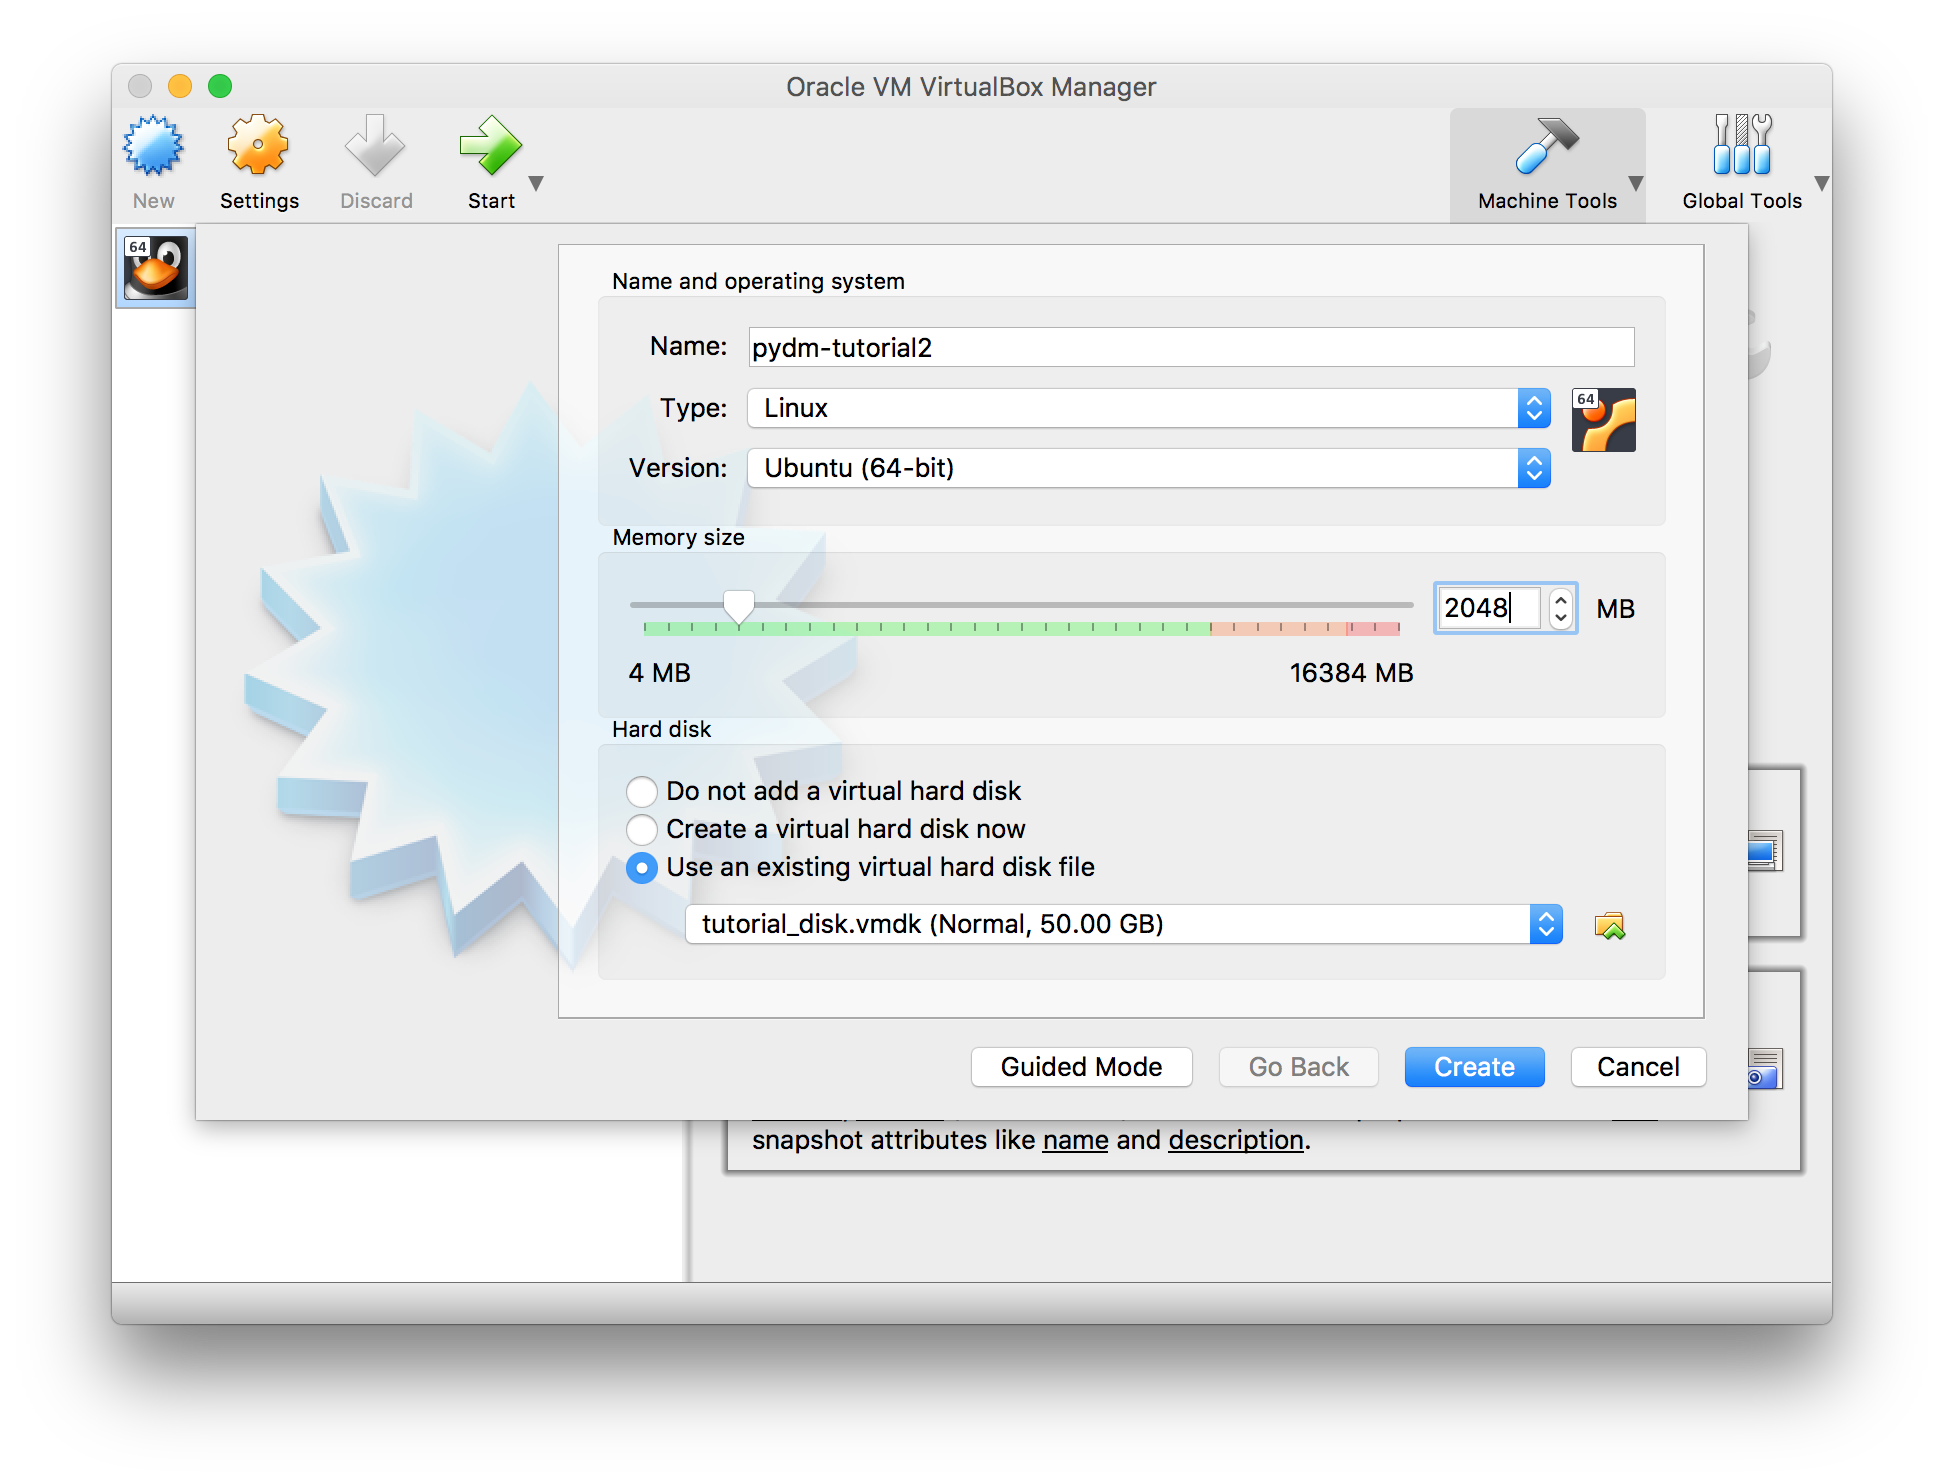 Oracle VM VirtualBox Manager
New
Settings
Discard
Start
Machine Tools
Global Tools
64
Name and operating system
Name: pydm-tutorial2
Type: Linux
64
Version: Ubuntu (64-bit)
Memory size
2048 MB
4 MB
16384 MB
Hard disk
Do not add a virtual hard disk
Create a virtual hard disk now
Use an existing virtual hard disk file
tutorial_disk.vmdk (Normal, 50.00 GB)
Guided Mode
Go Back
Create
Cancel
snapshot attributes like name and description.